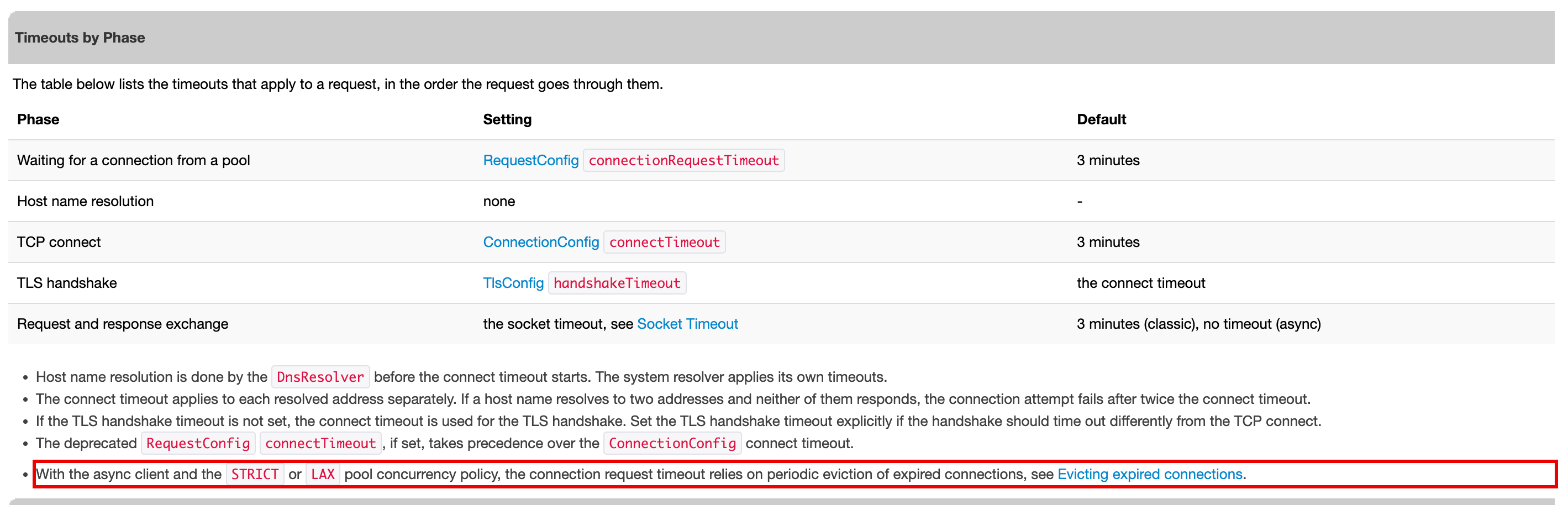 Timeouts by Phase
The table below lists the timeouts that apply to a request, in the order the request goes through them.
Phase Setting Default
Waiting for a connection from a pool RequestConfig connectionRequestTimeout 3 minutes
Host name resolution none -
TCP connect ConnectionConfig connectTimeout 3 minutes
TLS handshake TlsConfig handshakeTimeout the connect timeout
Request and response exchange the socket timeout, see Socket Timeout 3 minutes (classic), no timeout (async)
• Host name resolution is done by the DnsResolver before the connect timeout starts. The system resolver applies its own timeouts.
• The connect timeout applies to each resolved address separately. If a host name resolves to two addresses and neither of them responds, the connection attempt fails after twice the connect timeout.
• If the TLS handshake timeout is not set, the connect timeout is used for the TLS handshake. Set the TLS handshake timeout explicitly if the handshake should time out differently from the TCP connect.
• The deprecated RequestConfig connectTimeout, if set, takes precedence over the ConnectionConfig connect timeout.
• With the async client and the STRICT or LAX pool concurrency policy, the connection request timeout relies on periodic eviction of expired connections, see Evicting expired connections.